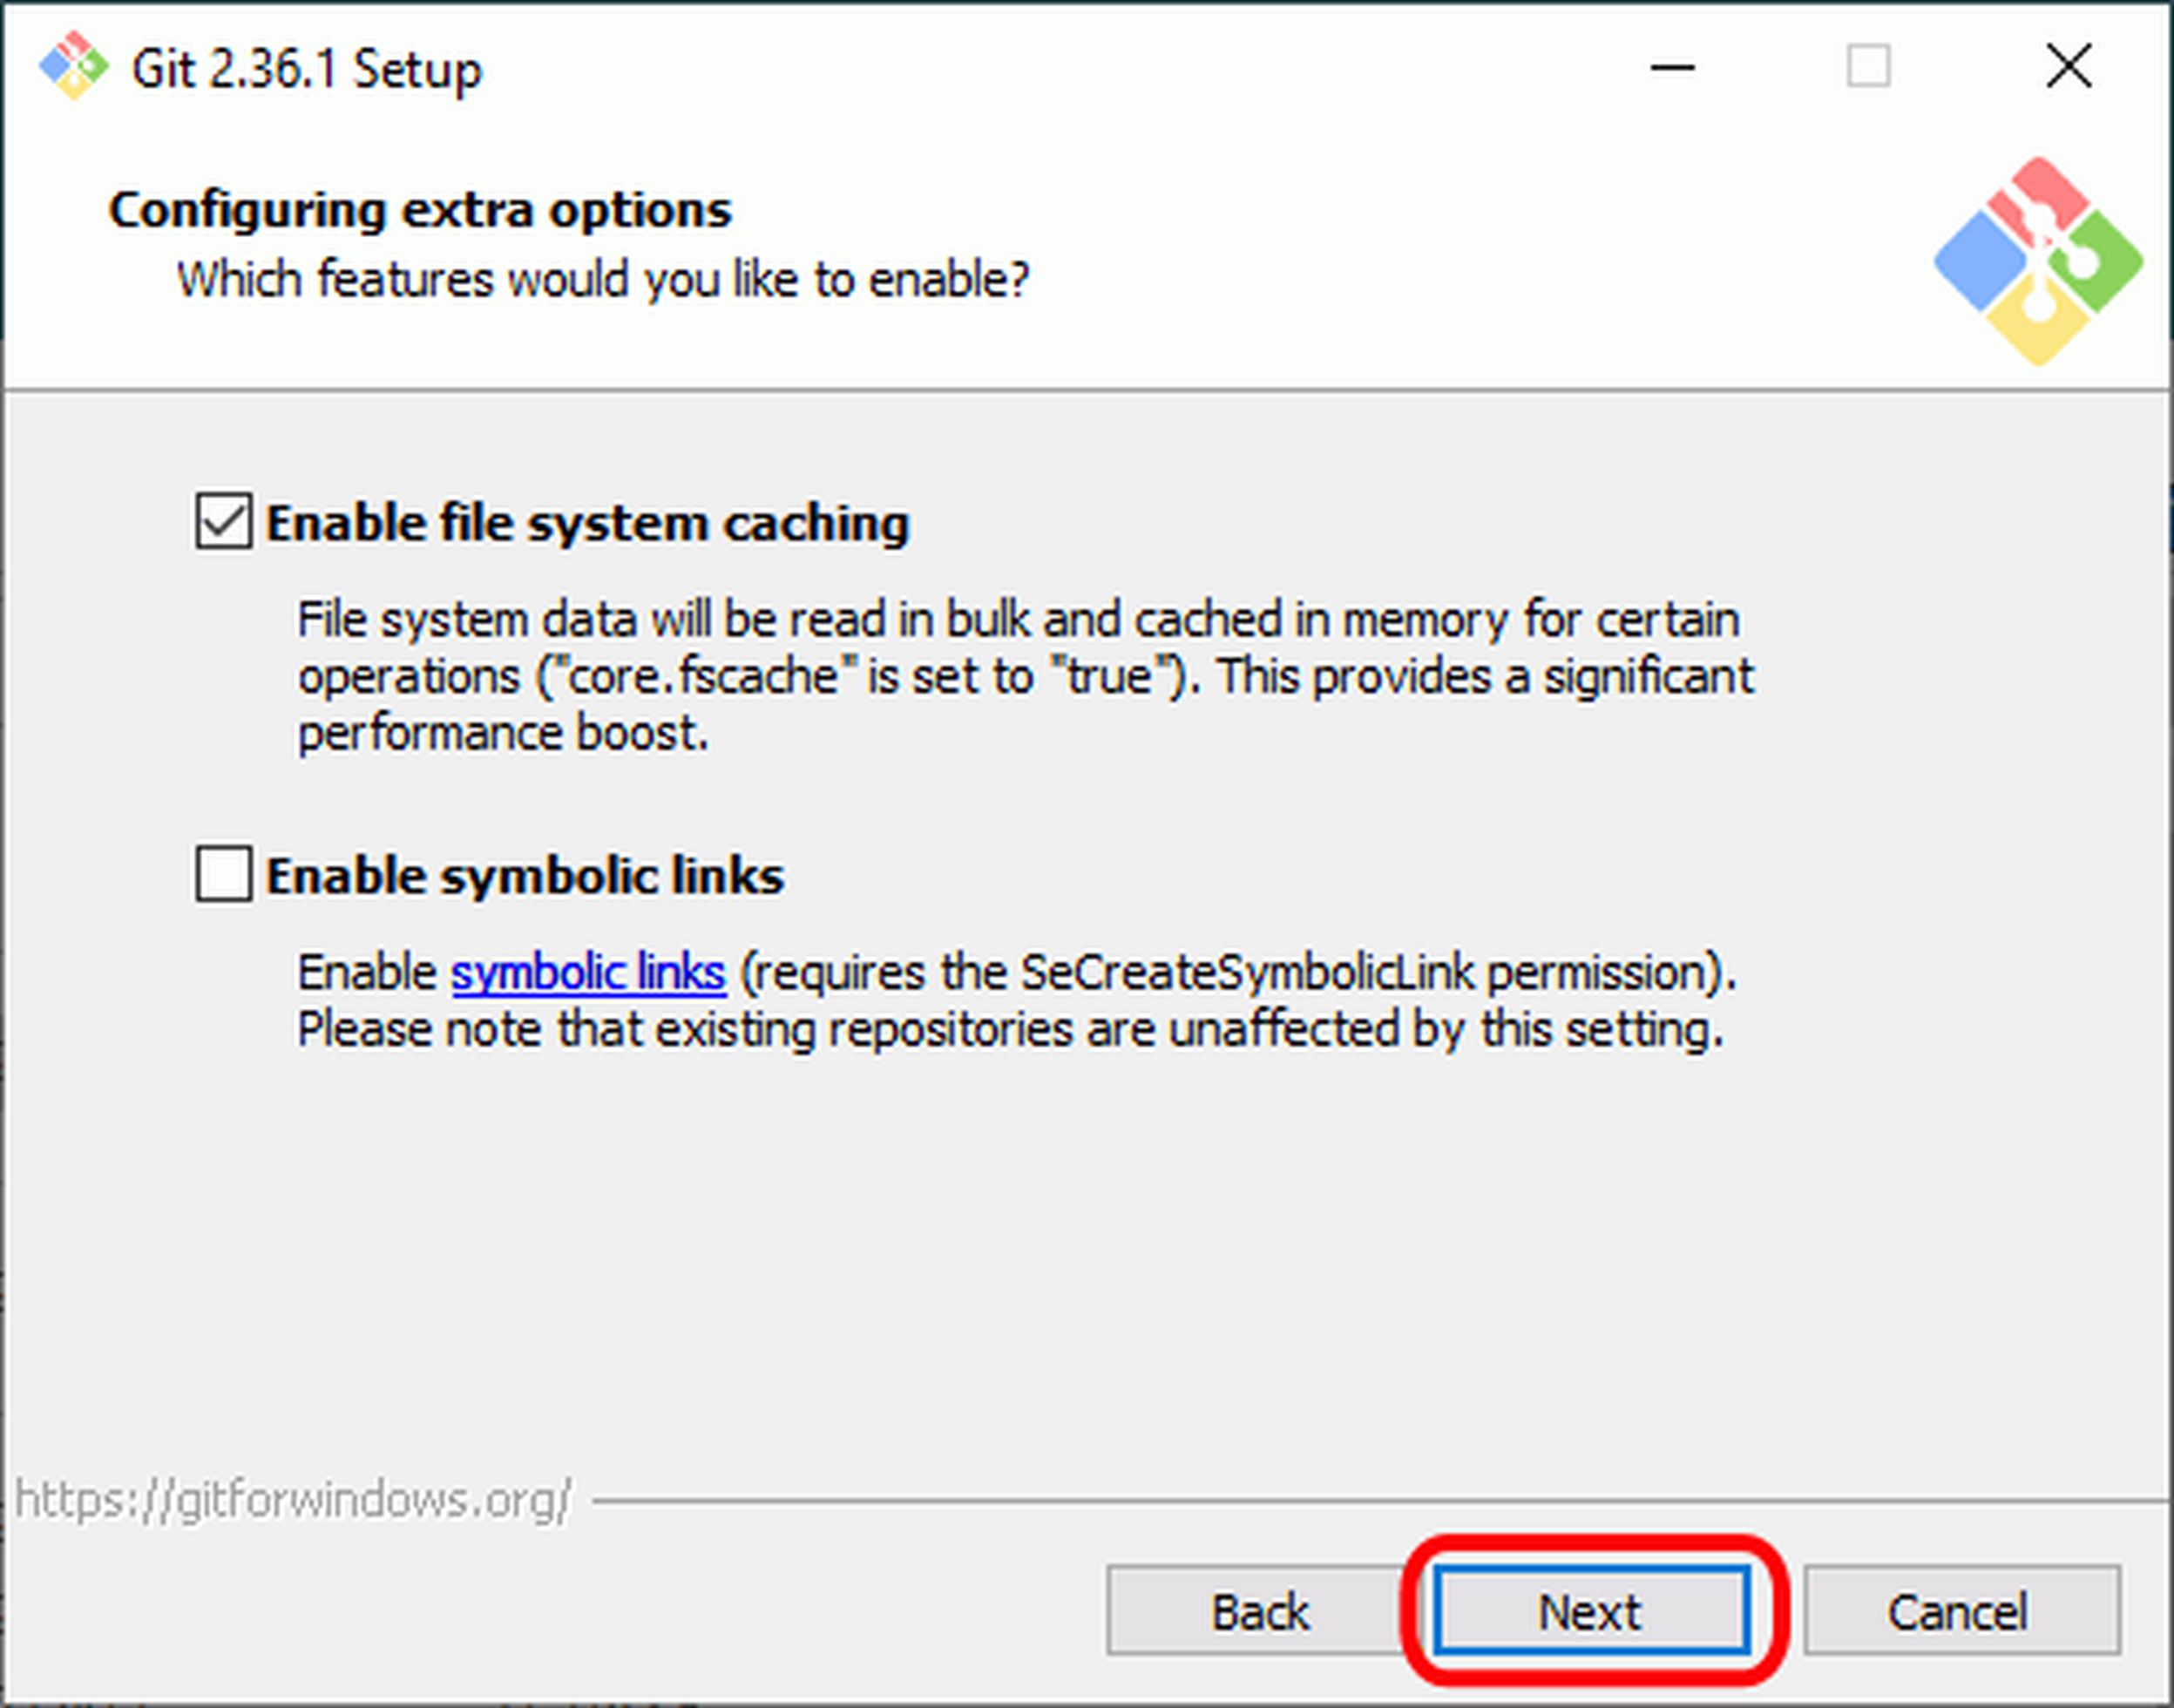 Git 2.36.1 Setup
Configuring extra options
Which features would you like to enable?
Enable file system caching
File system data will be read in bulk and cached in memory for certain
operations ("core.fscache" is set to "true"). This provides a significant
performance boost.
Enable symbolic links
Enable symbolic links (requires the SeCreateSymbolicLink permission).
Please note that existing repositories are unaffected by this setting.
https://gitforwindows.org/
Back Next Cancel